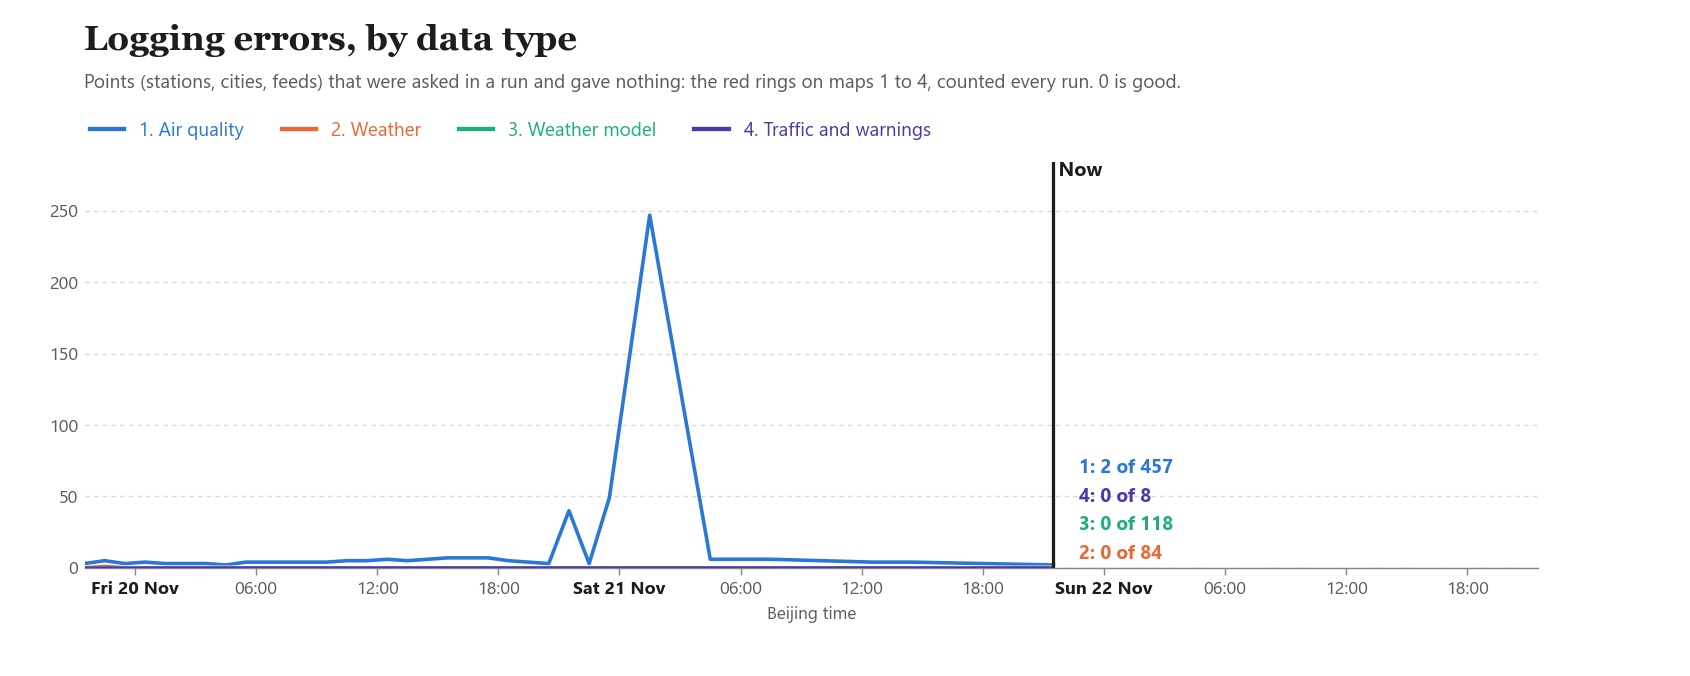 Logging errors, by data type
Points (stations, cities, feeds) that were asked in a run and gave nothing: the red rings on maps 1 to 4, counted every run. 0 is good.
1. Air quality 2. Weather 3. Weather model 4. Traffic and warnings
Now
250
200
150
100
50
0
1: 2 of 457
4: 0 of 8
3: 0 of 118
2: 0 of 84
Fri 20 Nov 06:00 12:00 18:00 Sat 21 Nov 06:00 12:00 18:00 Sun 22 Nov 06:00 12:00 18:00
Beijing time